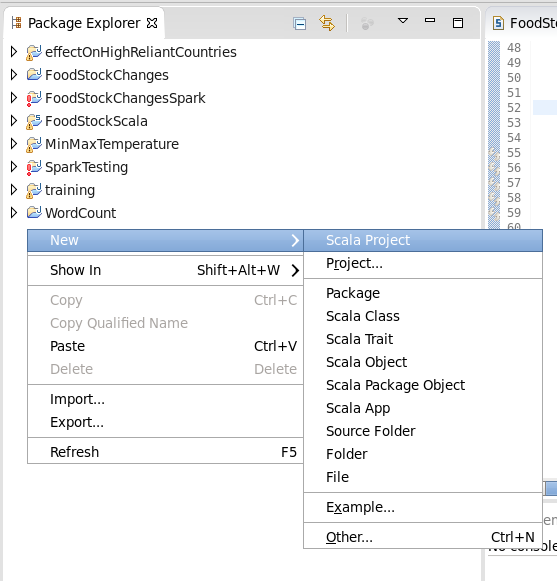 Package Explorer
FoodSt
effectOnHighReliantCountries
FoodStockChanges
FoodStockChangesSpark
FoodStockScala
MinMaxTemperature
SparkTesting
training
WordCount
48
49
50
51
52
53
54
55
56
57
58
59
60
New
Show In Shift+Alt+W
Copy Ctrl+C
Copy Qualified Name
Paste Ctrl+V
Delete Delete
Import...
Export...
Refresh F5
Scala Project
Project...
Package
Scala Class
Scala Trait
Scala Object
Scala Package Object
Scala App
Source Folder
Folder
File
Example...
Other... Ctrl+N
No console